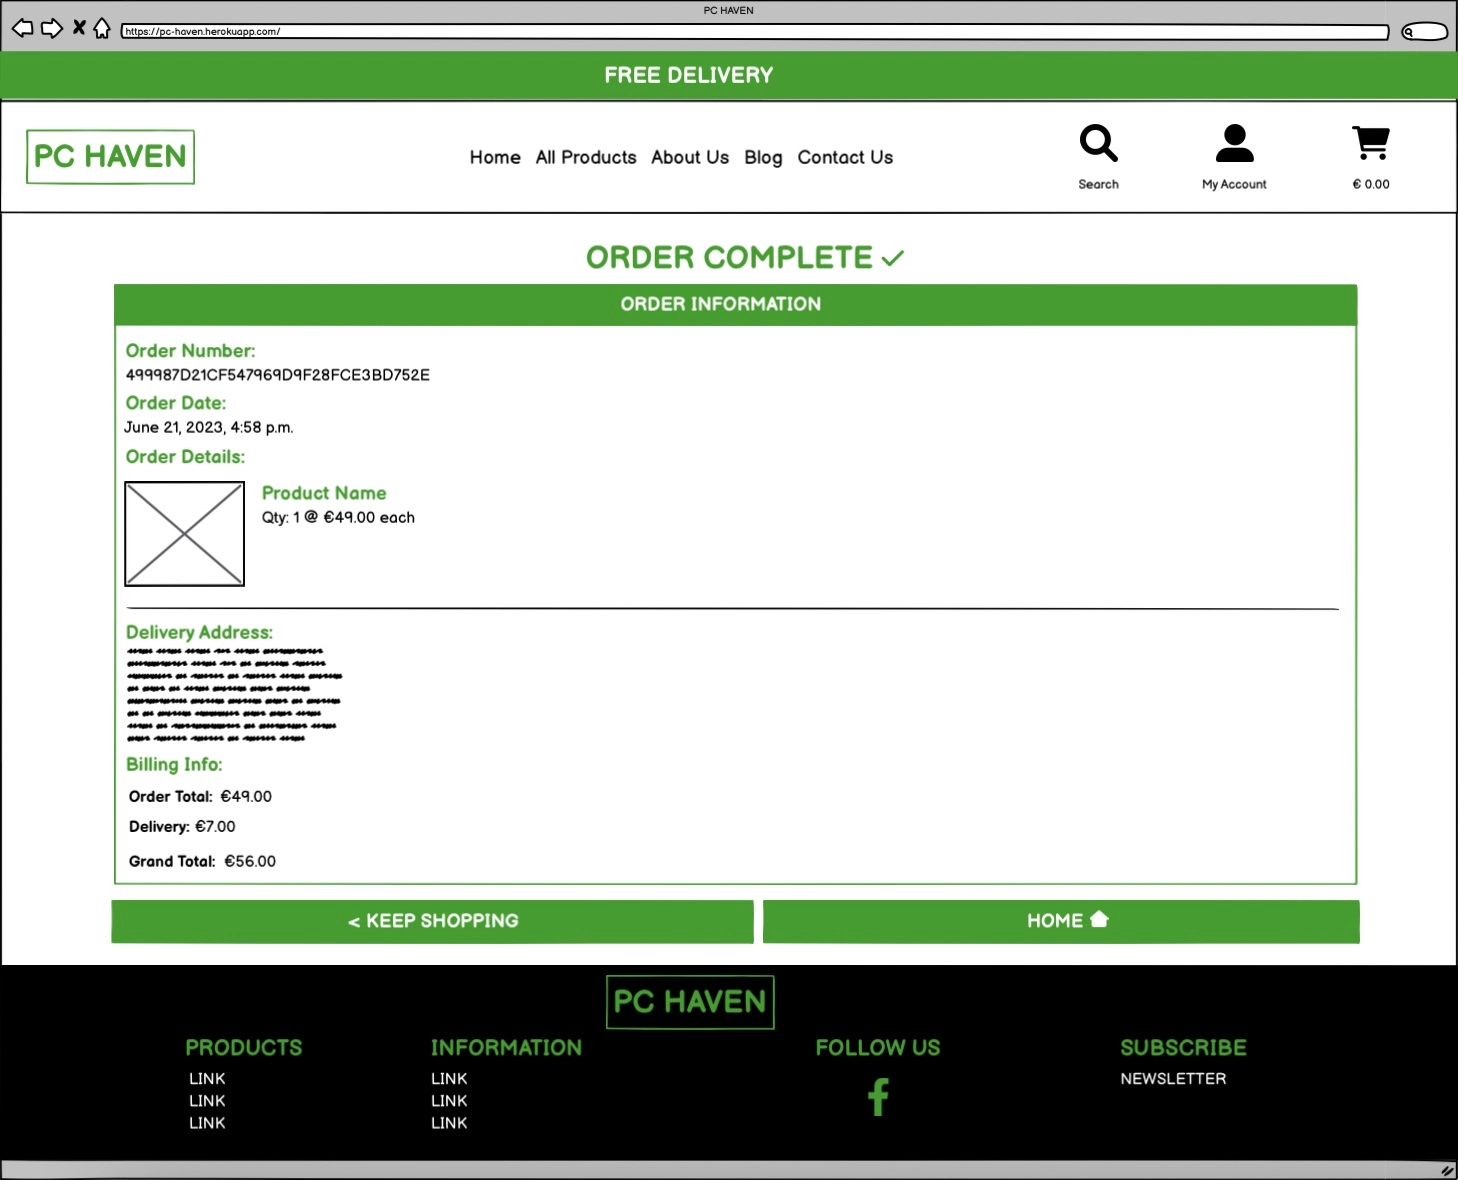 PC HAVEN
https://pc-haven.herokuapp.com/
FREE DELIVERY
PC HAVEN
Home All Products About Us Blog Contact Us
Search
My Account
€ 0.00
ORDER COMPLETE
ORDER INFORMATION
Order Number:
499987D21CF547969D9F28FCE3BD752E
Order Date:
June 21, 2023, 4:58 p.m.
Order Details:
Product Name
Qty: 1 @ €49.00 each
Delivery Address:
Billing Info:
Order Total: €49.00
Delivery: €7.00
Grand Total: €56.00
< KEEP SHOPPING
HOME
PC HAVEN
PRODUCTS
LINK
LINK
LINK
INFORMATION
LINK
LINK
LINK
FOLLOW US
SUBSCRIBE
NEWSLETTER